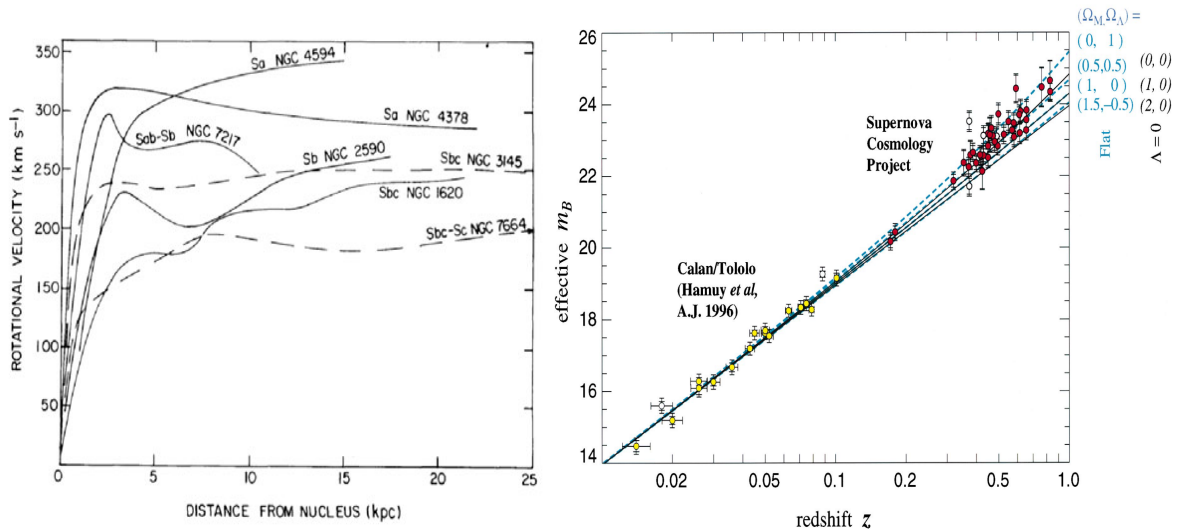 350
300
250
200
150
100
50
0
5
10
15
20
25
ROTATIONAL VELOCITY (km s⁻¹)
DISTANCE FROM NUCLEUS (kpc)
Sa NGC 4594
Sa NGC 4378
Sab-Sb NGC 7217
Sb NGC 2590
Sbc NGC 3145
Sbc NGC 1620
Sbc-Sc NGC 7664
26
24
22
20
18
16
14
effective m_B
0.02
0.05
0.1
0.2
0.5
1.0
redshift z
Supernova
Cosmology
Project
Calan/Tololo
(Hamuy et al,
A.J. 1996)
(Ω_M,Ω_Λ) =
( 0, 1 )
(0.5,0.5) (0, 0)
( 1, 0 ) (1, 0)
(1.5,–0.5) (2, 0)
Flat
Λ = 0